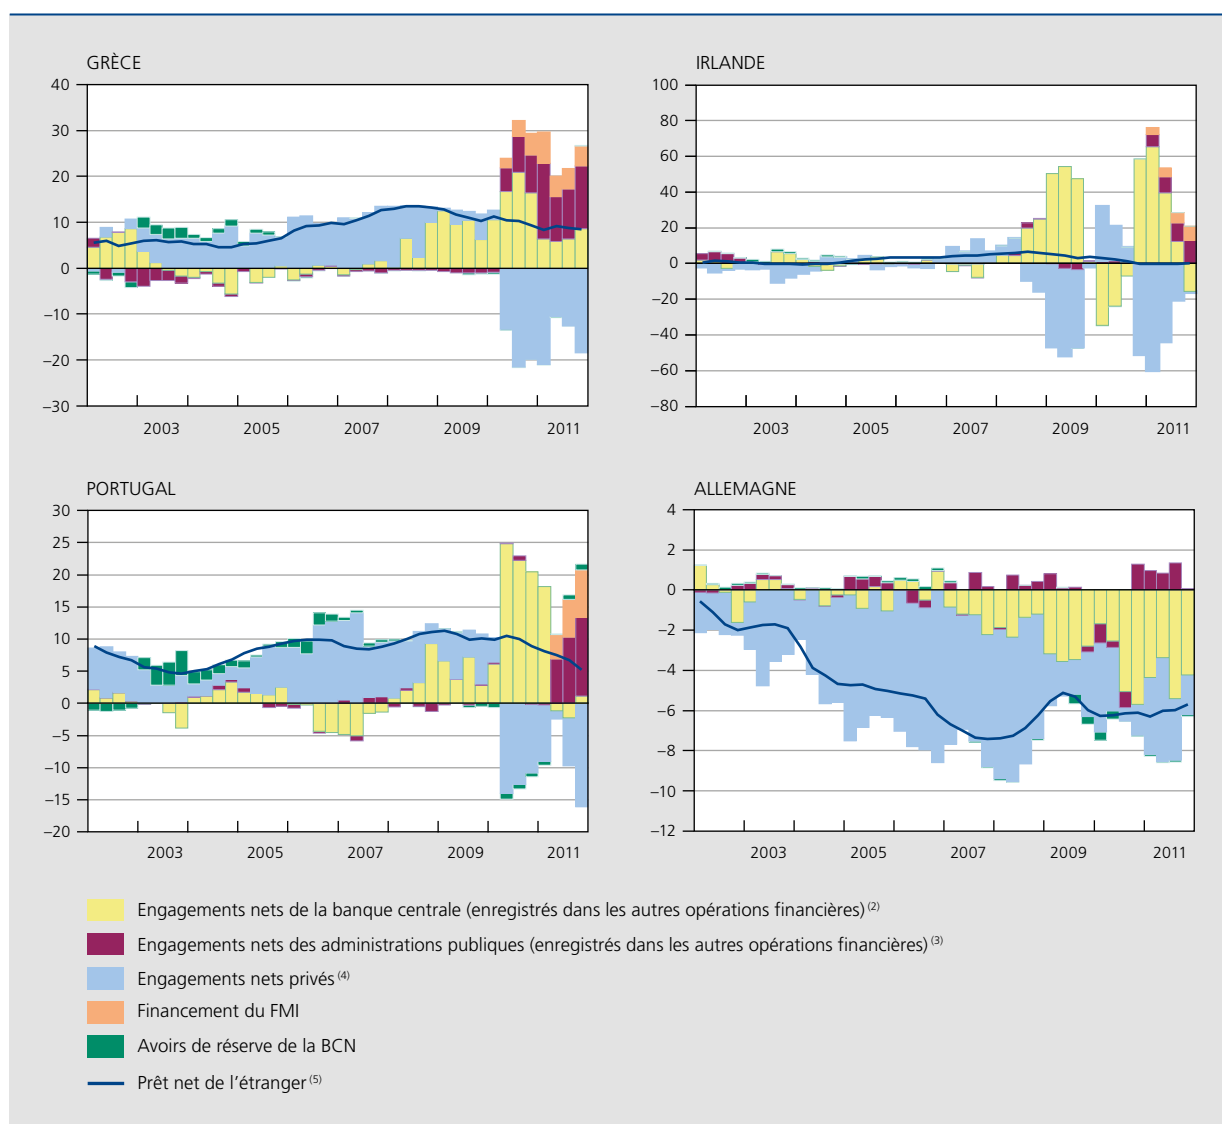 GRÈCE
40
30
20
10
0
–10
–20
–30
2003 2005 2007 2009 2011
IRLANDE
100
80
60
40
20
0
–20
–40
–60
–80
2003 2005 2007 2009 2011
PORTUGAL
30
25
20
15
10
5
0
–5
–10
–15
–20
2003 2005 2007 2009 2011
ALLEMAGNE
4
2
0
–2
–4
–6
–8
–10
–12
2003 2005 2007 2009 2011
Engagements nets de la banque centrale (enregistrés dans les autres opérations financières) (2)
Engagements nets des administrations publiques (enregistrés dans les autres opérations financières) (3)
Engagements nets privés (4)
Financement du FMI
Avoirs de réserve de la BCN
Prêt net de l’étranger (5)